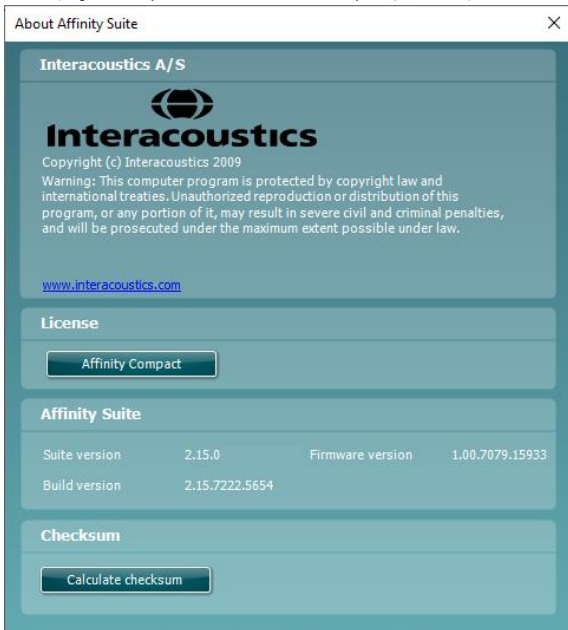 About Affinity Suite
Interacoustics A/S
Interacoustics
Copyright (c) Interacoustics 2009
Warning: This computer program is protected by copyright law and
international treaties. Unauthorized reproduction or distribution of this
program, or any portion of it, may result in severe civil and criminal penalties,
and will be prosecuted under the maximum extent possible under law.
www.interacoustics.com
License
Affinity Compact
Affinity Suite
Suite version 2.15.0 Firmware version 1.00.7079.15933
Build version 2.15.7222.5654
Checksum
Calculate checksum